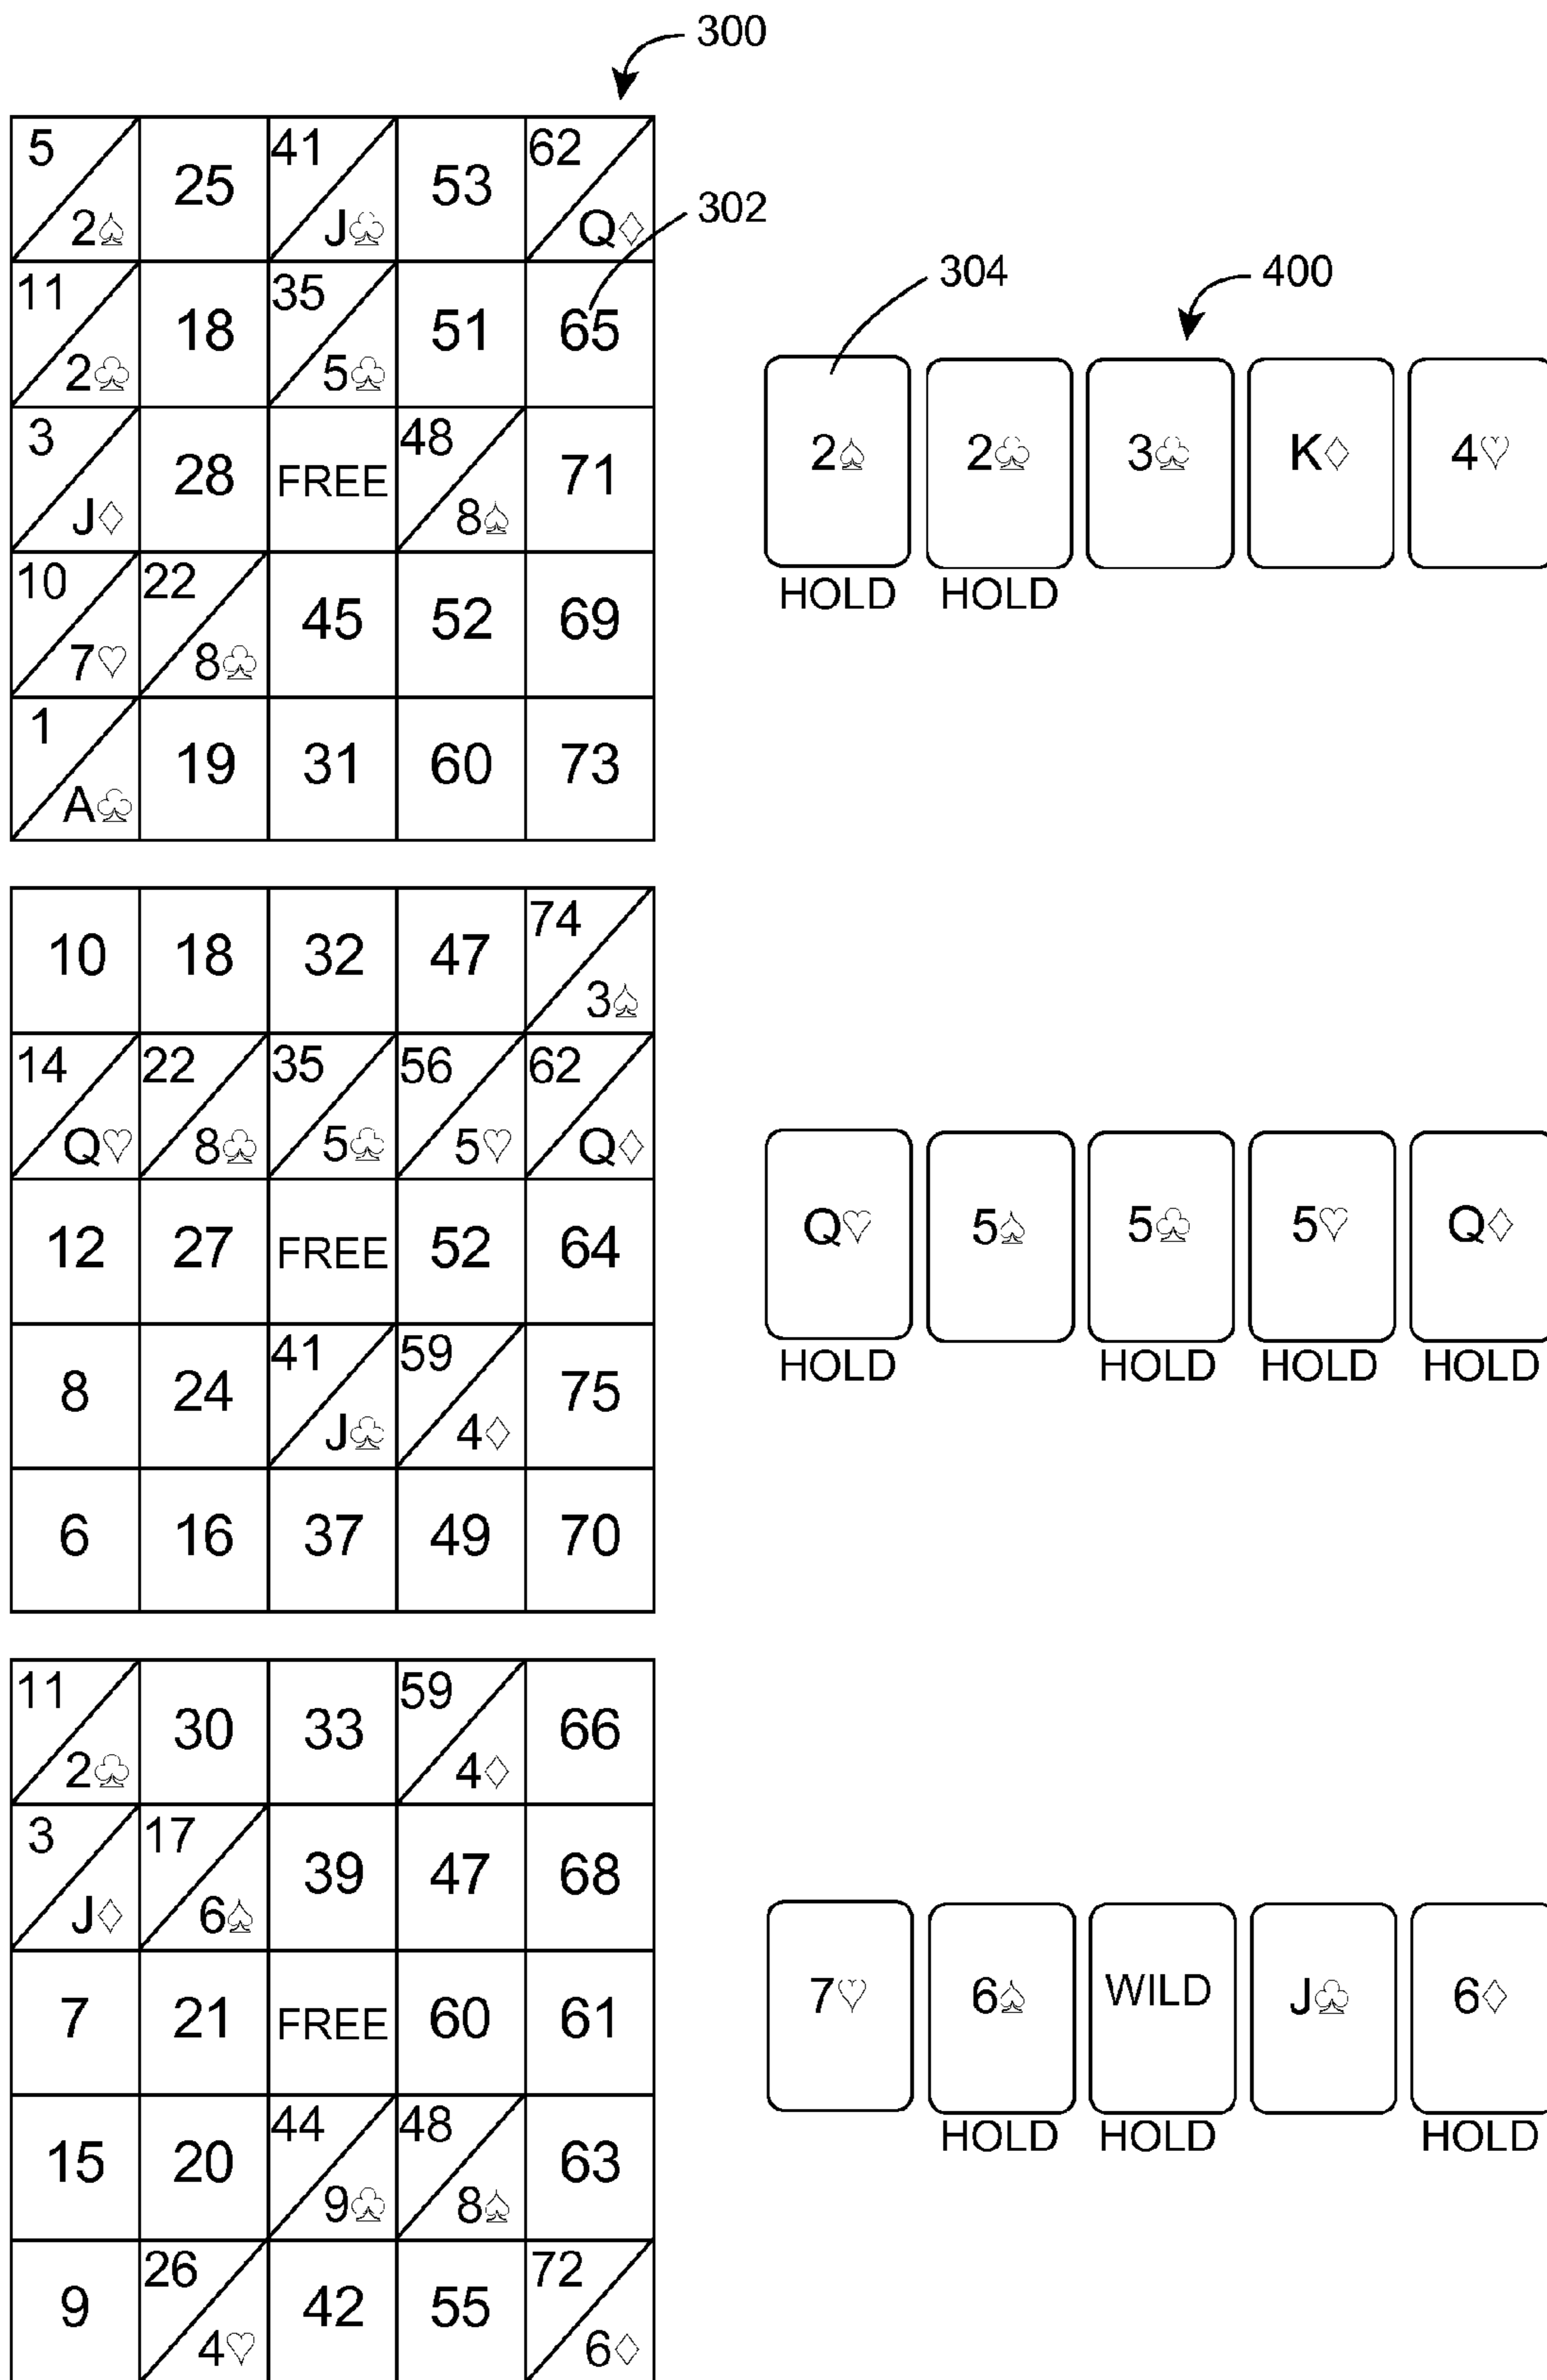 300
5 2♤ 25 41 J♧ 53 62 Q♢
302
11 2♧ 18 35 5♧ 51 65
304 400
3 J♢ 28 FREE 48 8♤ 71
2♤ 2♧ 3♧ K♢ 4♡
10 7♡ 22 8♧ 45 52 69
HOLD HOLD
1 A♧ 19 31 60 73
10 18 32 47 74 3♤
14 Q♡ 22 8♧ 35 5♧ 56 5♡ 62 Q♢
12 27 FREE 52 64
Q♡ 5♤ 5♧ 5♡ Q♢
HOLD HOLD HOLD HOLD
8 24 41 J♧ 59 4♢ 75
6 16 37 49 70
11 2♧ 30 33 59 4♢ 66
3 J♢ 17 6♤ 39 47 68
7 21 FREE 60 61
7♡ 6♤ WILD J♧ 6♢
HOLD HOLD HOLD
15 20 44 9♧ 48 8♤ 63
9 26 4♡ 42 55 72 6♢